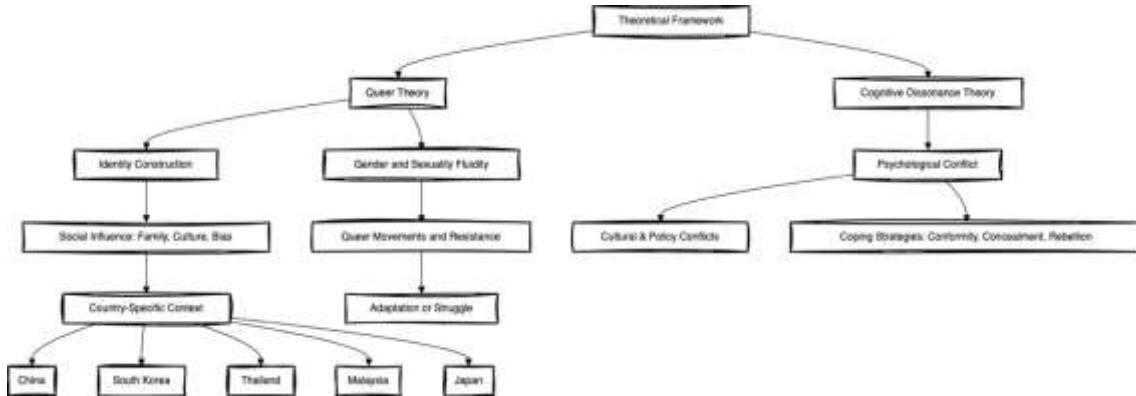 Theoretical Framework
Queer Theory
Cognitive Dissonance Theory
Identity Construction
Gender and Sexuality Fluidity
Psychological Conflict
Social Influence: Family, Culture, Bias
Queer Movements and Resistance
Cultural & Policy Conflicts
Coping Strategies: Conformity, Concealment, Rebellion
Country-Specific Context
Adaptation or Struggle
China
South Korea
Thailand
Malaysia
Japan